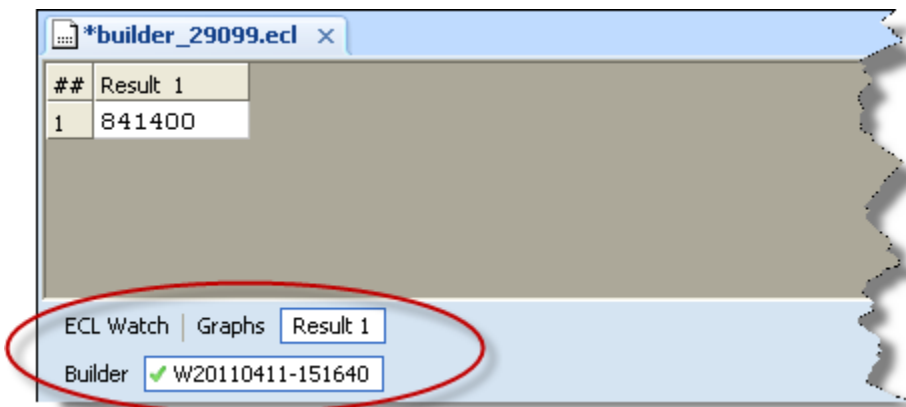 *builder_29099.ecl
## Result 1
1 841400
ECL Watch | Graphs Result 1
Builder W20110411-151640